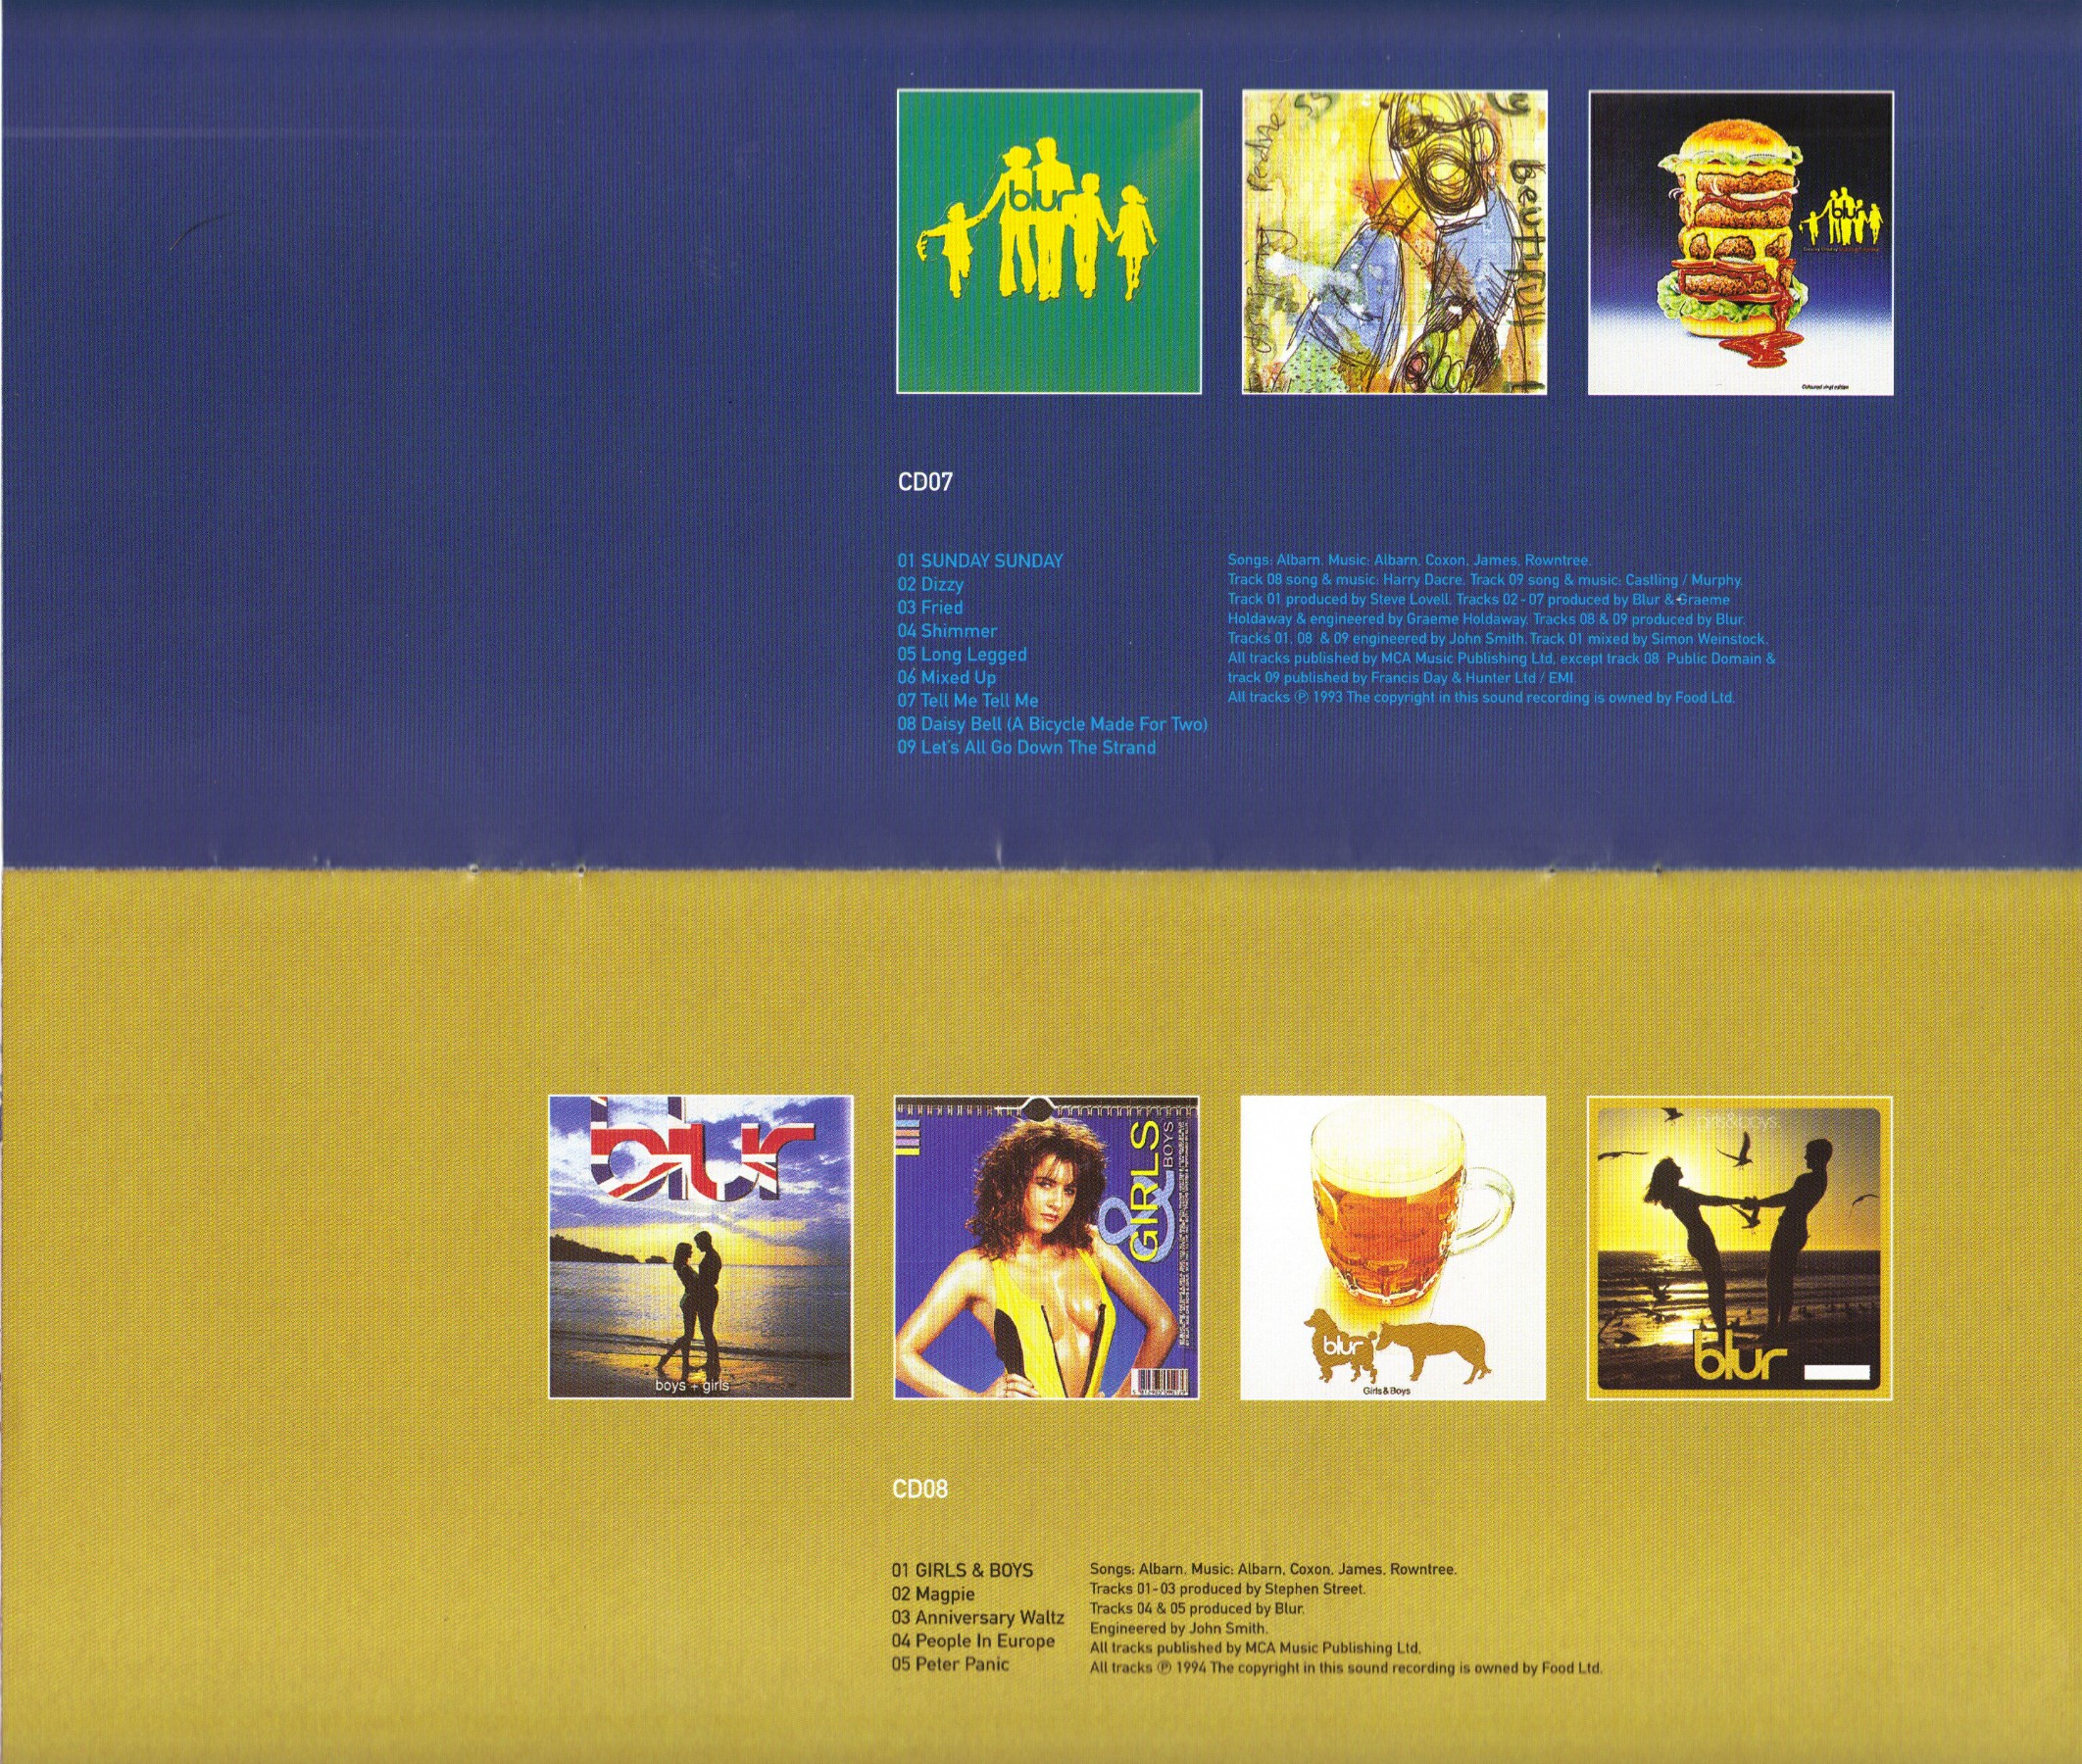 blur
Beutifull
blur
Coloured vinyl edition
CD07
01 SUNDAY SUNDAY
02 Dizzy
03 Fried
04 Shimmer
05 Long Legged
06 Mixed Up
07 Tell Me Tell Me
08 Daisy Bell (A Bicycle Made For Two)
09 Let's All Go Down The Strand
Songs: Albarn. Music: Albarn, Coxon, James, Rowntree.
Track 08 song & music: Harry Dacre. Track 09 song & music: Castling / Murphy.
Track 01 produced by Steve Lovell. Tracks 02 - 07 produced by Blur & Graeme
Holdaway & engineered by Graeme Holdaway. Tracks 08 & 09 produced by Blur.
Tracks 01, 08 & 09 engineered by John Smith. Track 01 mixed by Simon Weinstock.
All tracks published by MCA Music Publishing Ltd, except track 08 Public Domain &
track 09 published by Francis Day & Hunter Ltd / EMI.
All tracks ℗ 1993 The copyright in this sound recording is owned by Food Ltd.
blur
boys + girls
GIRLS
& BOYS
blur
Girls & Boys
girls&boys
blur
CD08
01 GIRLS & BOYS
02 Magpie
03 Anniversary Waltz
04 People In Europe
05 Peter Panic
Songs: Albarn. Music: Albarn, Coxon, James, Rowntree.
Tracks 01-03 produced by Stephen Street.
Tracks 04 & 05 produced by Blur.
Engineered by John Smith.
All tracks published by MCA Music Publishing Ltd.
All tracks ℗ 1994 The copyright in this sound recording is owned by Food Ltd.